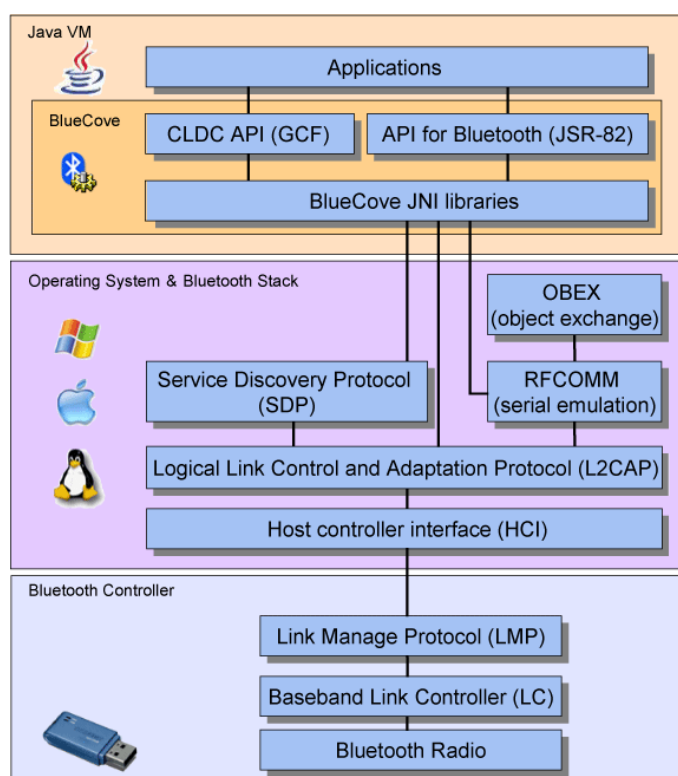 Java VM
Applications
BlueCove
CLDC API (GCF)
API for Bluetooth (JSR-82)
BlueCove JNI libraries
Operating System & Bluetooth Stack
OBEX
(object exchange)
Service Discovery Protocol
(SDP)
RFCOMM
(serial emulation)
Logical Link Control and Adaptation Protocol (L2CAP)
Host controller interface (HCI)
Bluetooth Controller
Link Manage Protocol (LMP)
Baseband Link Controller (LC)
Bluetooth Radio